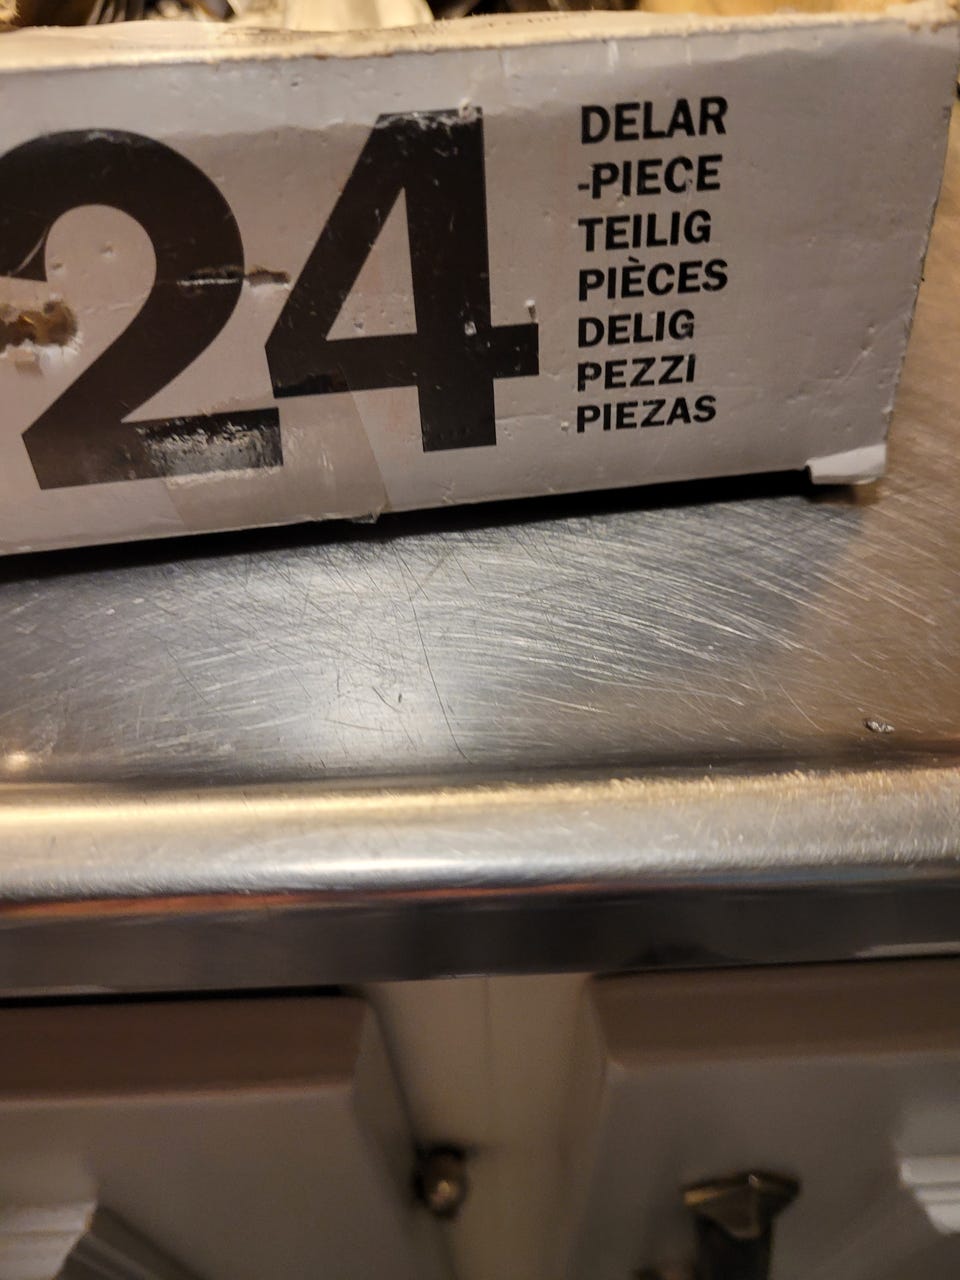 24
DELAR
-PIECE
TEILIG
PIÈCES
DELIG
PEZZI
PIEZAS